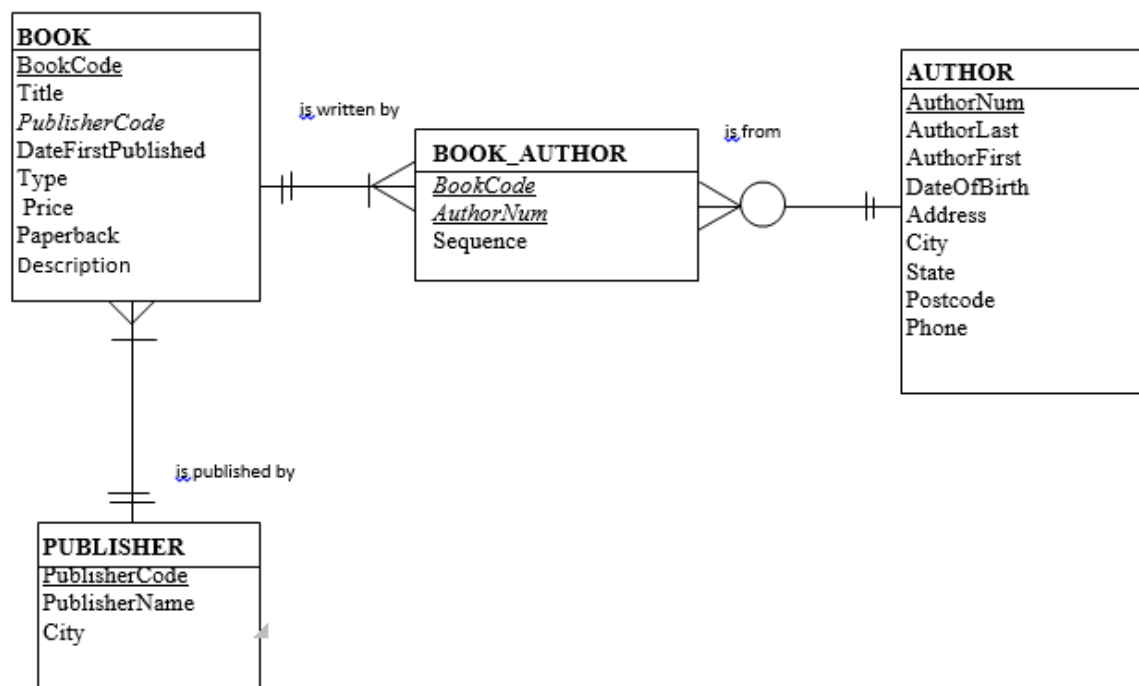 BOOK
BookCode
Title
PublisherCode
DateFirstPublished
Type
Price
Paperback
Description
is written by
BOOK_AUTHOR
BookCode
AuthorNum
Sequence
is from
AUTHOR
AuthorNum
AuthorLast
AuthorFirst
DateOfBirth
Address
City
State
Postcode
Phone
is published by
PUBLISHER
PublisherCode
PublisherName
City